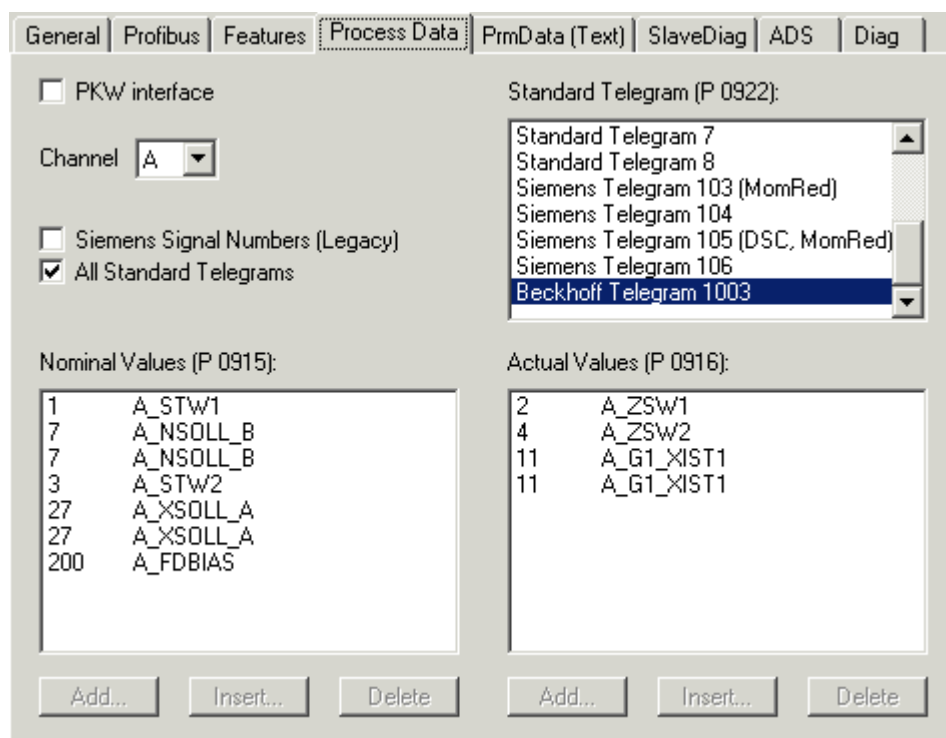 General Profibus Features Process Data PrmData (Text) SlaveDiag ADS Diag
PKW interface
Channel A
Siemens Signal Numbers (Legacy)
All Standard Telegrams
Standard Telegram (P 0922):
Standard Telegram 7
Standard Telegram 8
Siemens Telegram 103 (MomRed)
Siemens Telegram 104
Siemens Telegram 105 (DSC, MomRed)
Siemens Telegram 106
Beckhoff Telegram 1003
Nominal Values (P 0915):
1 A_STW1
7 A_NSOLL_B
7 A_NSOLL_B
3 A_STW2
27 A_XSOLL_A
27 A_XSOLL_A
200 A_FDBIAS
Add... Insert... Delete
Actual Values (P 0916):
2 A_ZSW1
4 A_ZSW2
11 A_G1_XIST1
11 A_G1_XIST1
Add... Insert... Delete